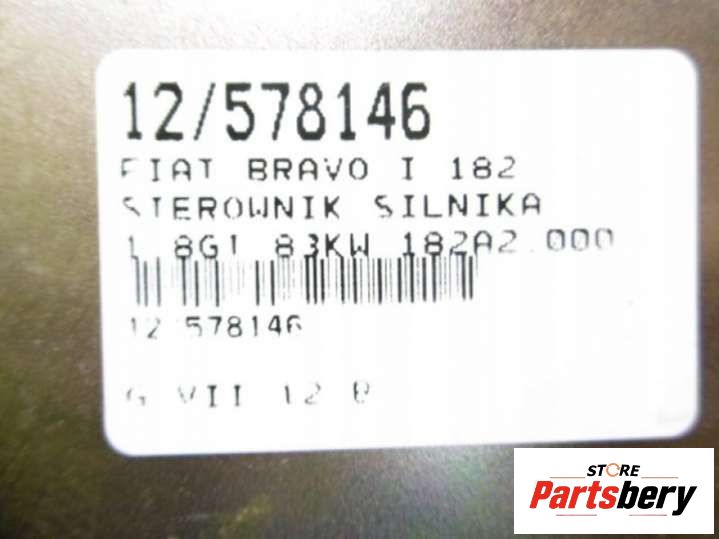 12/578146
FIAT BRAVO I 182
STEROWNIK SILNIKA
1.8GT 83KW 182A2.000
12/578146
G VII 12 B
STORE
Partsbery